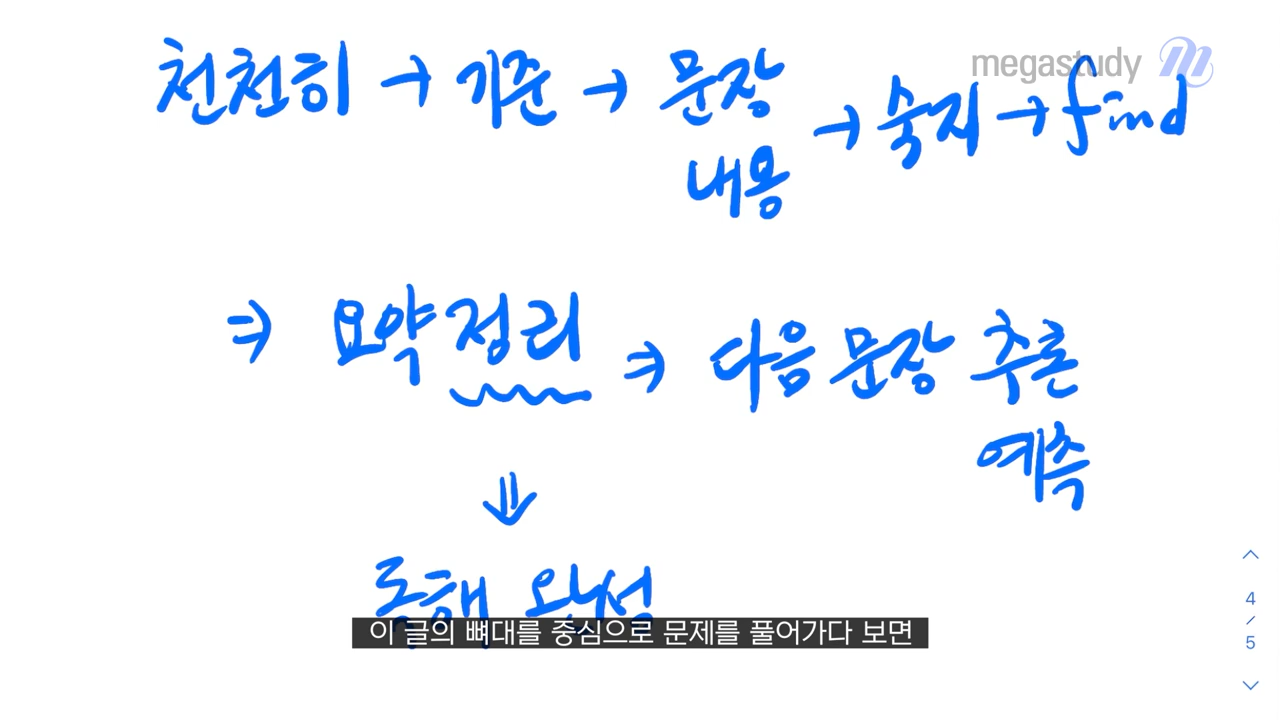 megastudy
천천히 → 기준 → 문장 → 숙지 → find
내용
⇒ 요약정리 ⇒ 다음 문장 추론
예측
⇓
독해 완성
이 글의 뼈대를 중심으로 문제를 풀어가다 보면
4
/
5